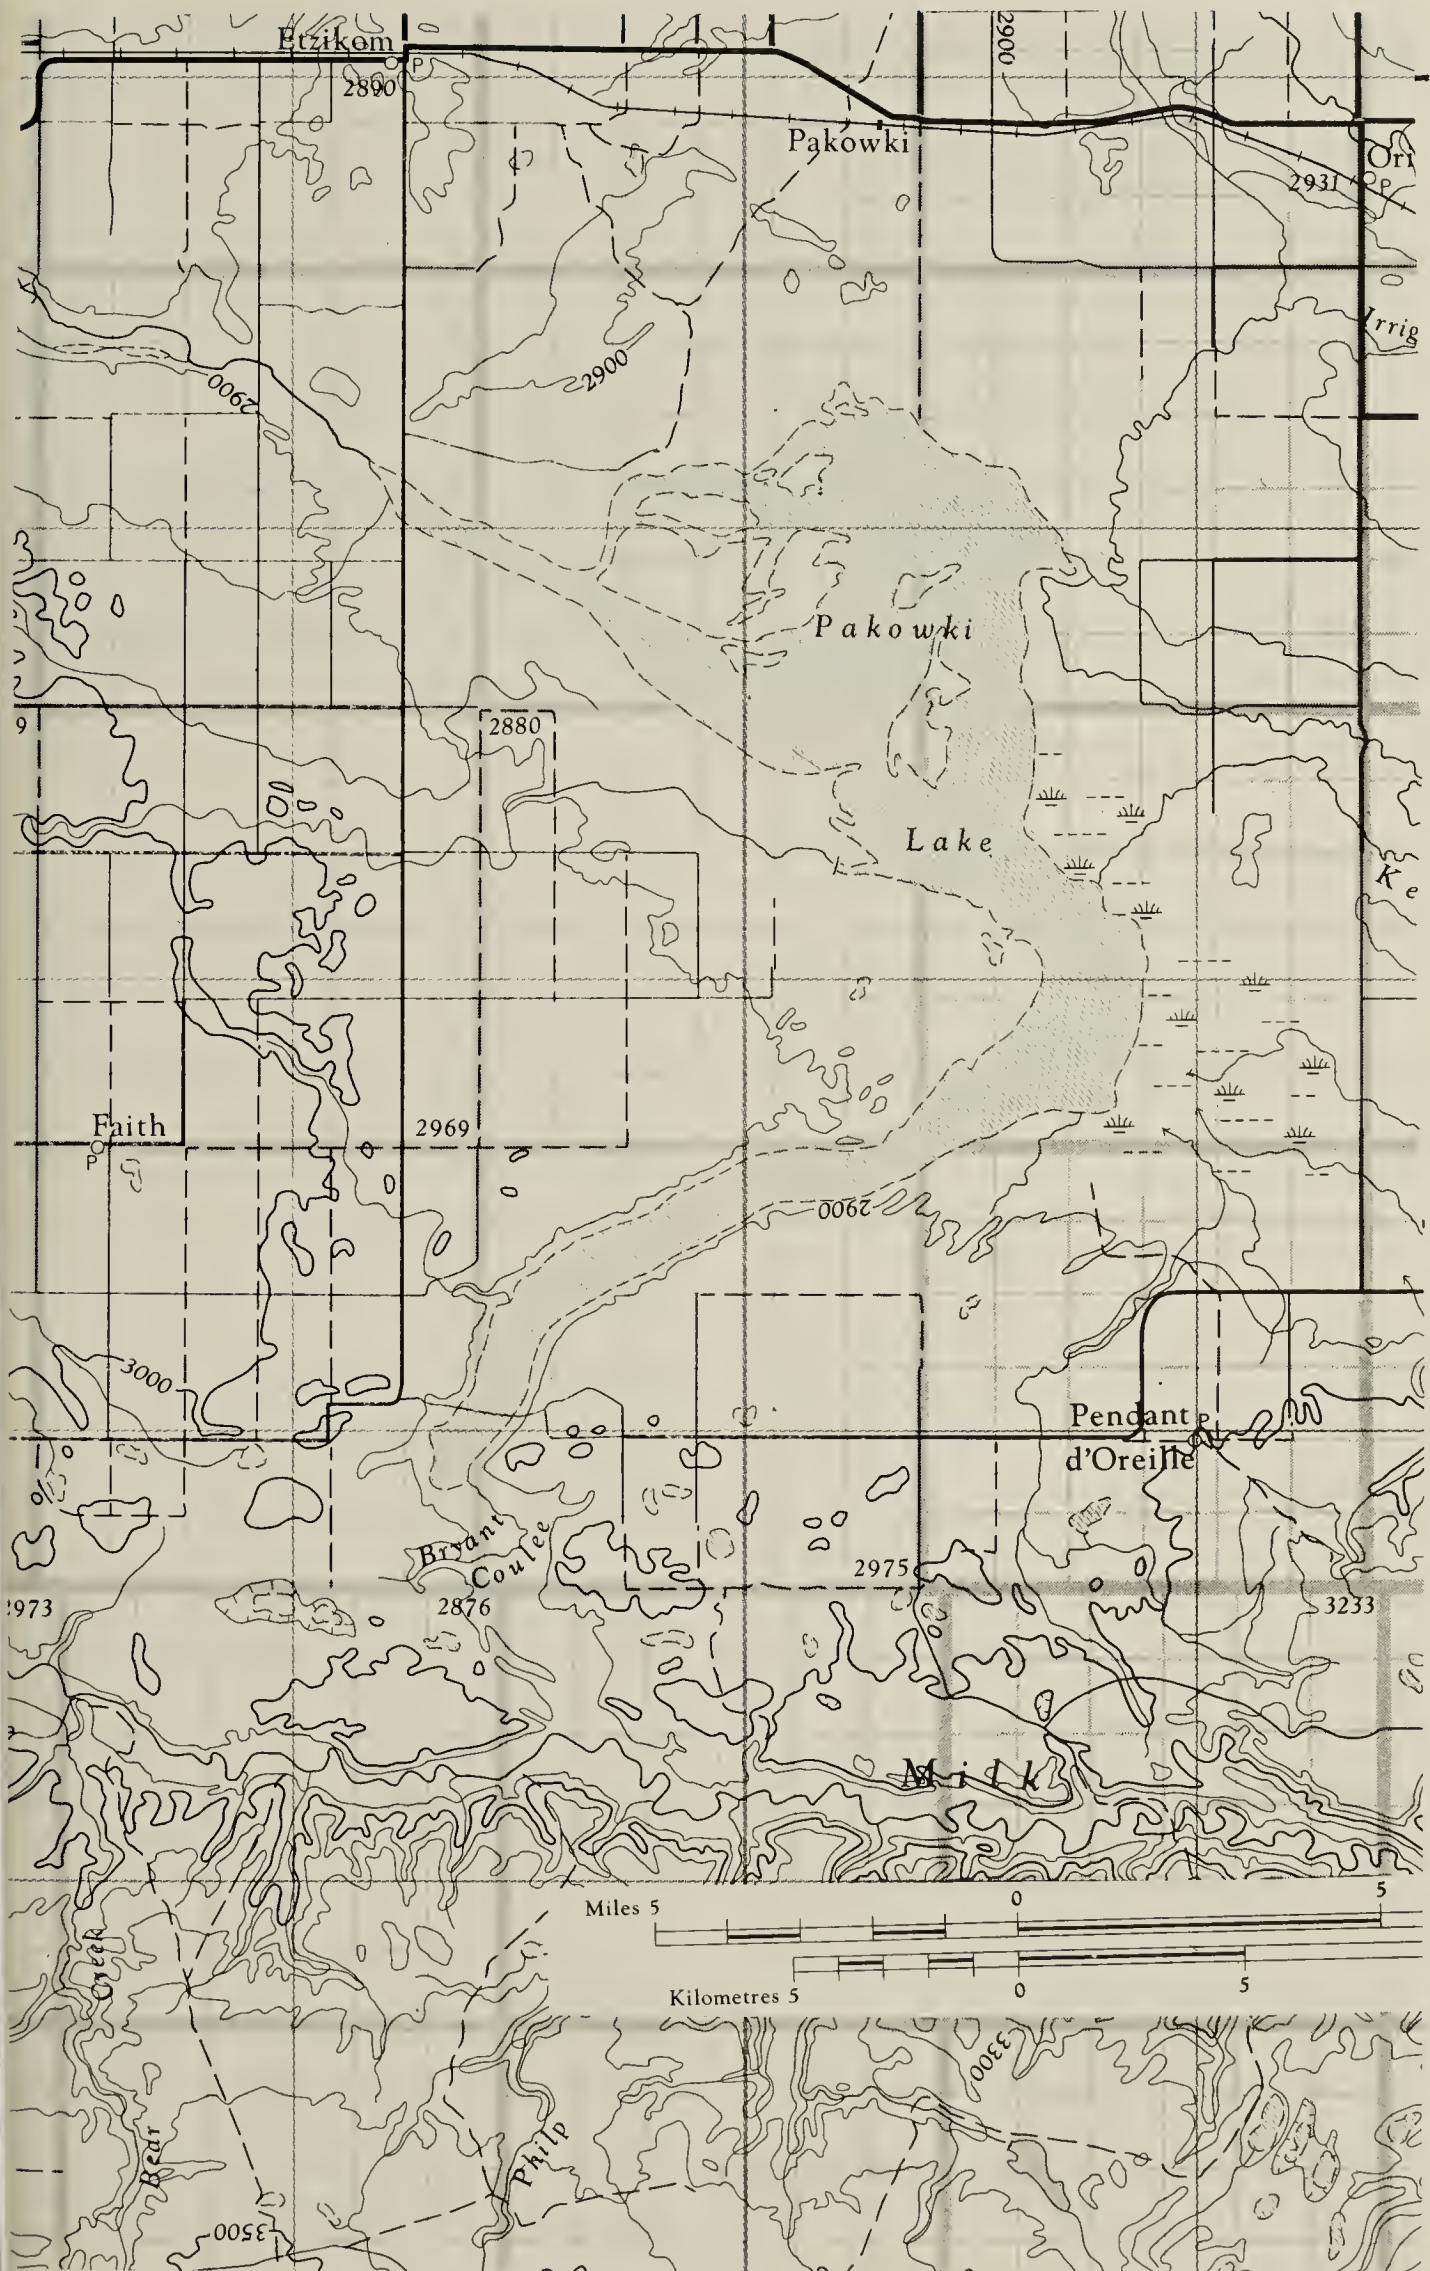 Etzikom
P
2890
2900
Pakowki
Ori
2931
P
Irrig
2900
2900
Pakowki
9
2880
Lake
Ke
Faith
P
2969
2900
3000
Pendant
d'Oreille
P
Bryant
Coulee
2975
2973
2876
3233
Milk
Miles 5 0 5
Kilometres 5 0 5
Creek
3300
Bear
Philp
3500